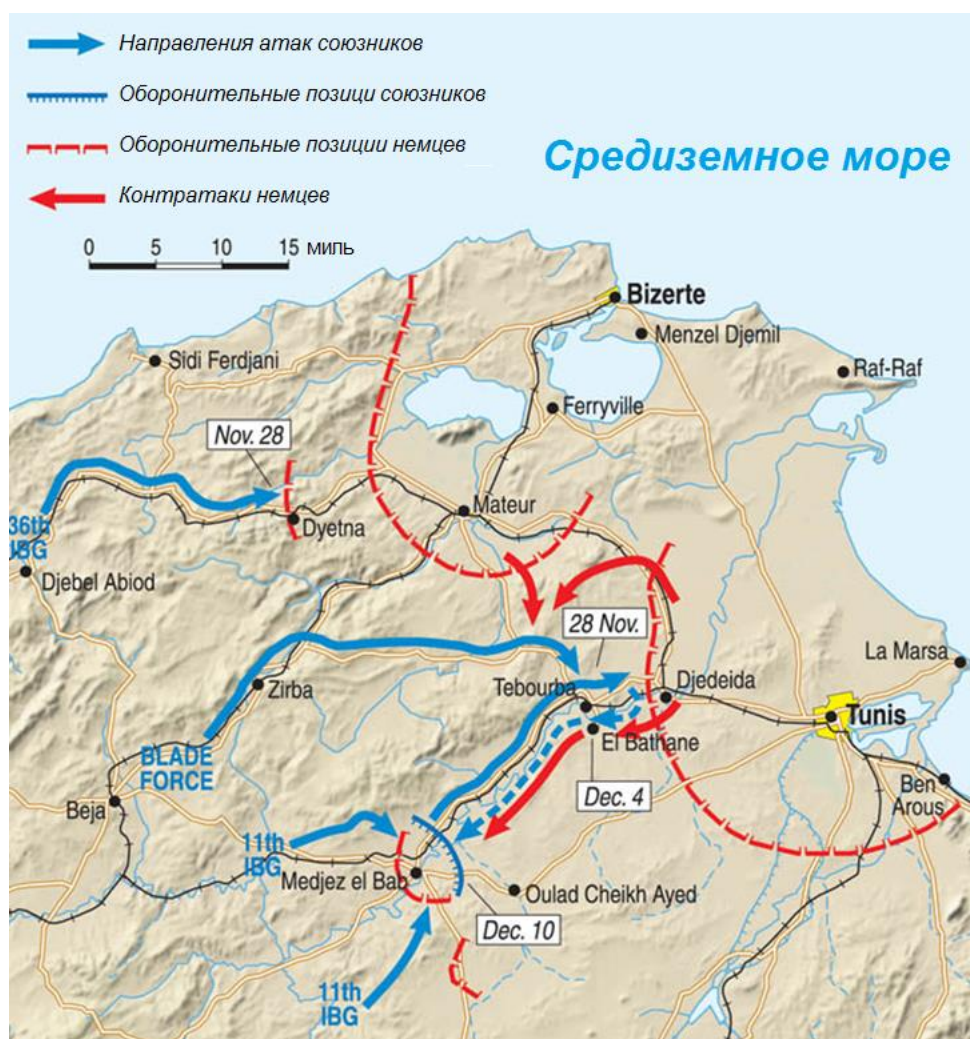 Направления атак союзников
Оборонительные позици союзников
Оборонительные позиции немцев
Контратаки немцев
Средиземное море
0 5 10 15 миль
Bizerte
Menzel Djemil
Sidi Ferdjani
Raf-Raf
Ferryville
Nov. 28
Mateur
Dyetna
36th
IBG
Djebel Abiod
28 Nov.
La Marsa
Zirba
Tebourba
Djedeida
Tunis
El Bathane
BLADE
FORCE
Beja
Dec. 4
Ben
Arous
11th
IBG
Medjez el Bab
Oulad Cheikh Ayed
Dec. 10
11th
IBG